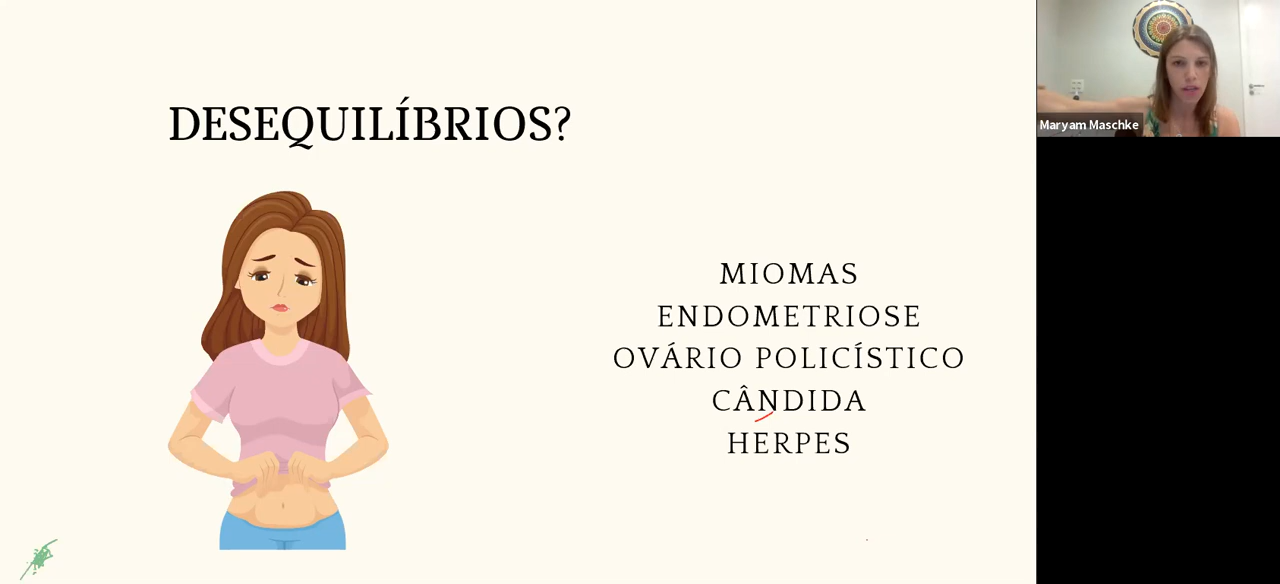 DESEQUILÍBRIOS?
MIOMAS
ENDOMETRIOSE
OVÁRIO POLICÍSTICO
CÂNDIDA
HERPES
Maryam Maschke